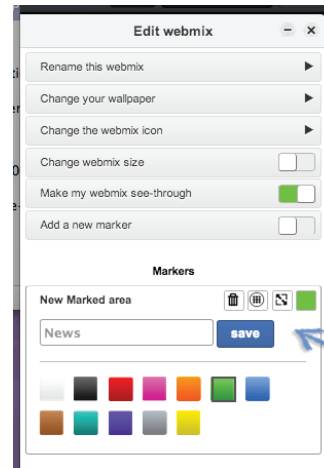 Edit webmix
Rename this webmix
Change your wallpaper
Change the webmix icon
Change webmix size
Make my webmix see-through
Add a new marker
Markers
New Marked area
News
save